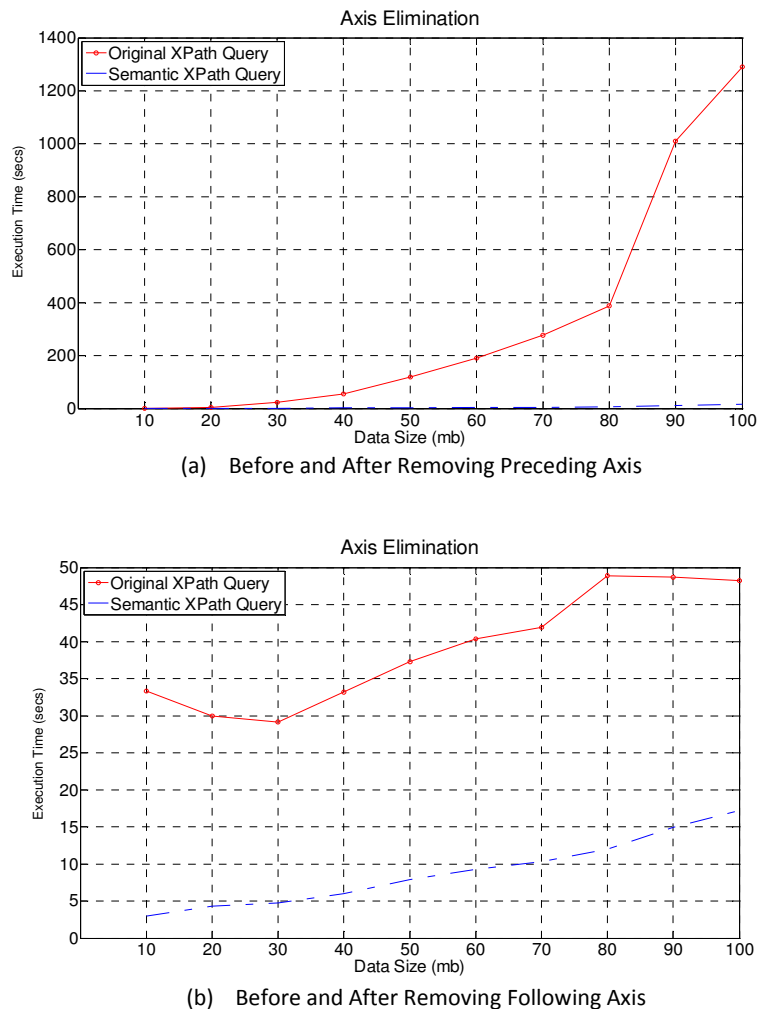 Axis Elimination
1400
1200
1000
800
600
400
200
0
Execution Time (secs)
Original XPath Query
Semantic XPath Query
10 20 30 40 50 60 70 80 90 100
Data Size (mb)
(a) Before and After Removing Preceding Axis
Axis Elimination
50
45
40
35
30
25
20
15
10
5
0
Execution Time (secs)
Original XPath Query
Semantic XPath Query
10 20 30 40 50 60 70 80 90 100
Data Size (mb)
(b) Before and After Removing Following Axis